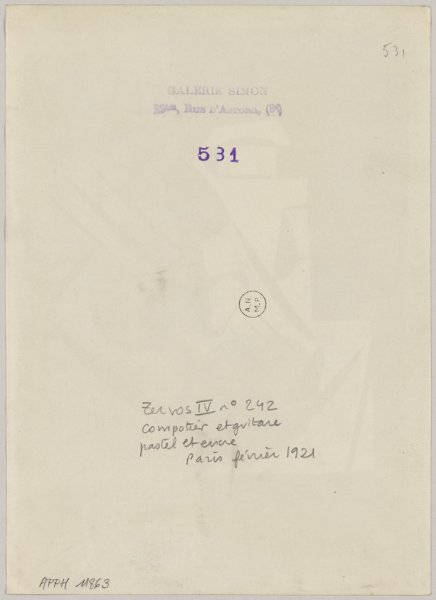 531
GALERIE SIMON
29bis, Rue d'Astorg, (8e)
531
A.N.
M.P.
Zervos IV n° 242
compotier et guitare
pastel et encre
Paris février 1921
APPH 11863